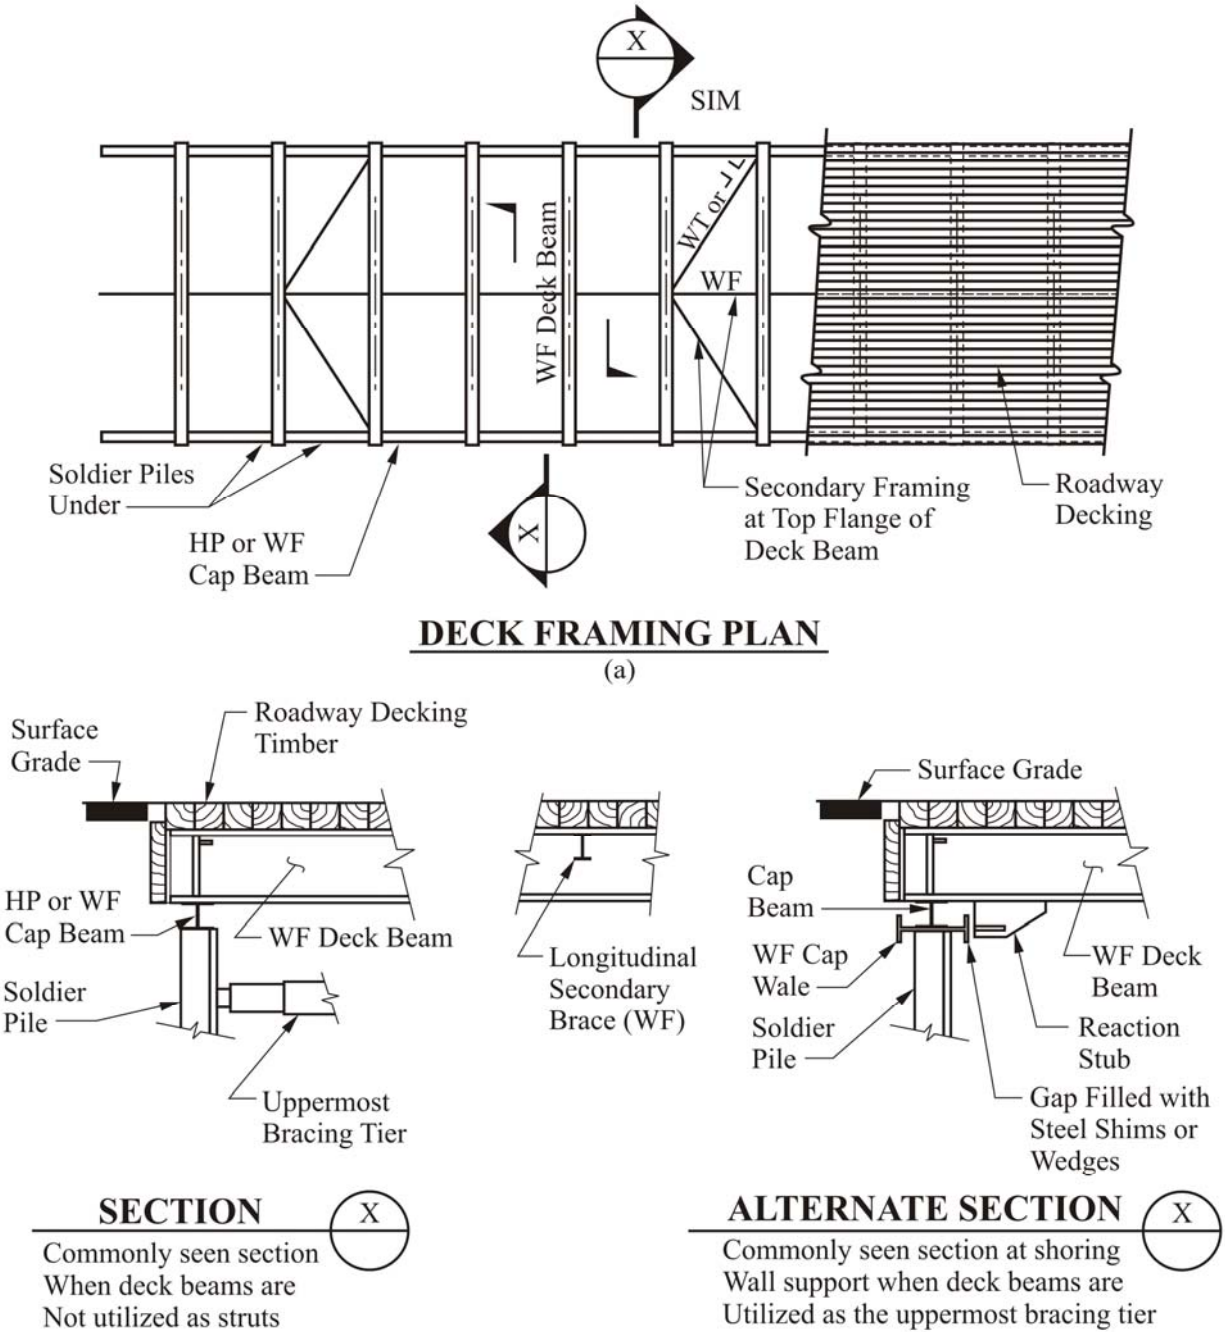 X
SIM
WT or ⅃L
WF
WF Deck Beam
Soldier Piles
Under
HP or WF
Cap Beam
X
Secondary Framing
at Top Flange of
Deck Beam
Roadway
Decking
DECK FRAMING PLAN
(a)
Surface
Grade
Roadway Decking
Timber
HP or WF
Cap Beam
WF Deck Beam
Soldier
Pile
Uppermost
Bracing Tier
Longitudinal
Secondary
Brace (WF)
Surface Grade
Cap
Beam
WF Cap
Wale
Soldier
Pile
WF Deck
Beam
Reaction
Stub
Gap Filled with
Steel Shims or
Wedges
SECTION
X
Commonly seen section
When deck beams are
Not utilized as struts
ALTERNATE SECTION
X
Commonly seen section at shoring
Wall support when deck beams are
Utilized as the uppermost bracing tier